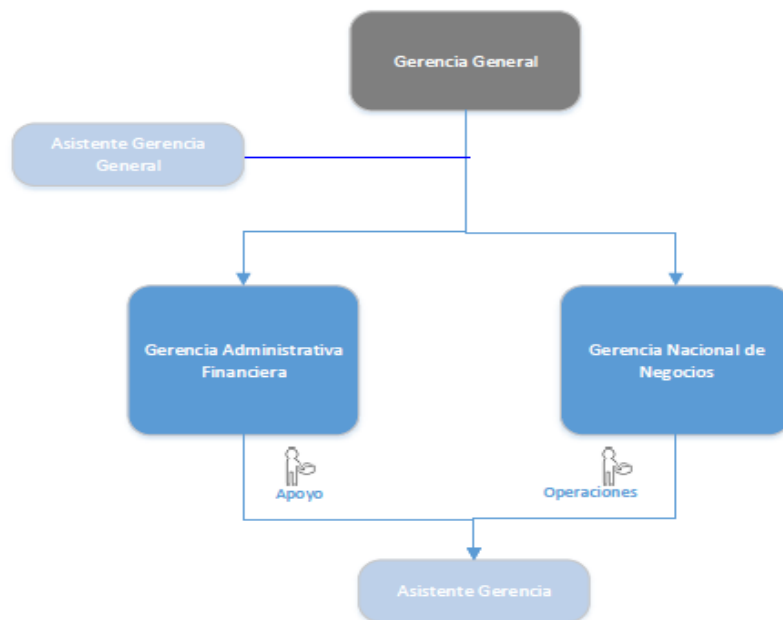 Gerencia General
Asistente Gerencia
General
Gerencia Administrativa
Financiera
Gerencia Nacional de
Negocios
Apoyo
Operaciones
Asistente Gerencia